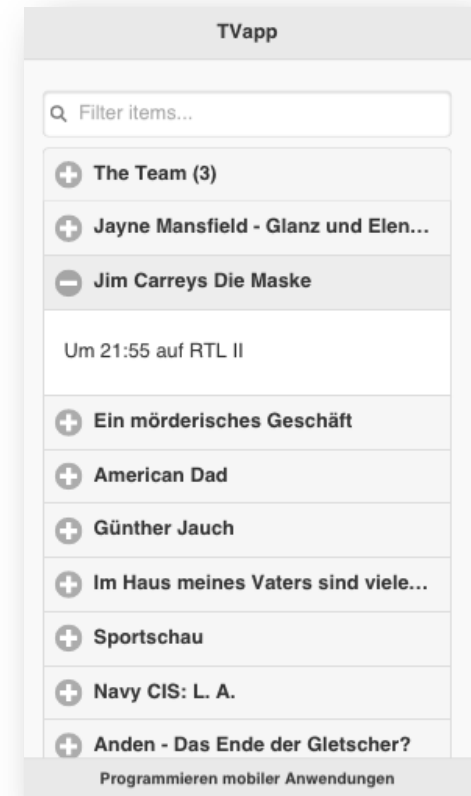 TVapp
Filter items...
The Team (3)
Jayne Mansfield - Glanz und Elen...
Jim Carreys Die Maske
Um 21:55 auf RTL II
Ein mörderisches Geschäft
American Dad
Günther Jauch
Im Haus meines Vaters sind viele...
Sportschau
Navy CIS: L. A.
Anden - Das Ende der Gletscher?
Programmieren mobiler Anwendungen